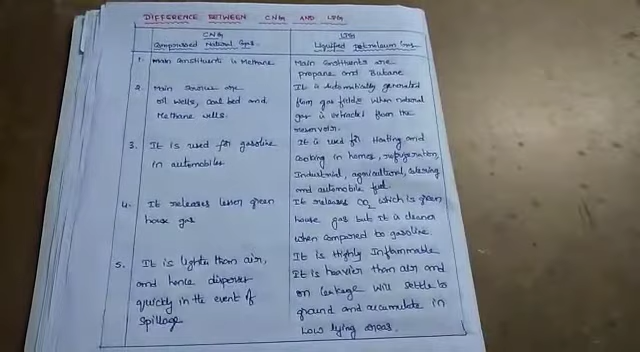 DIFFERENCE BETWEEN CNG AND LPG
CNG
Compressed Natural Gas.
LPG
Liquified Petroleum Gas.
1. Main Constituents is Methane
Main Constituents are
propane and Butane
2. Main Sources are
oil wells, coal bed and
Methane wells.
It is Automatically generated
from gas fields when natural
gas is extracted from the
reservoir.
3. It is used for gasoline
in automobiles
It is used for Heating and
cooking in homes, refrigeration,
Industrial, agricultural,
and automobile fuel.
4. It releases lesser green
house gas
It releases CO2 which is green
house gas but it is cleaner
when compared to gasoline.
5. It is lighter than air,
and hence disperses
quickly in the event of
Spillage
It is Highly Inflammable
It is heavier than air and
on leakage will settle to
ground and accumulate in
Low lying areas.